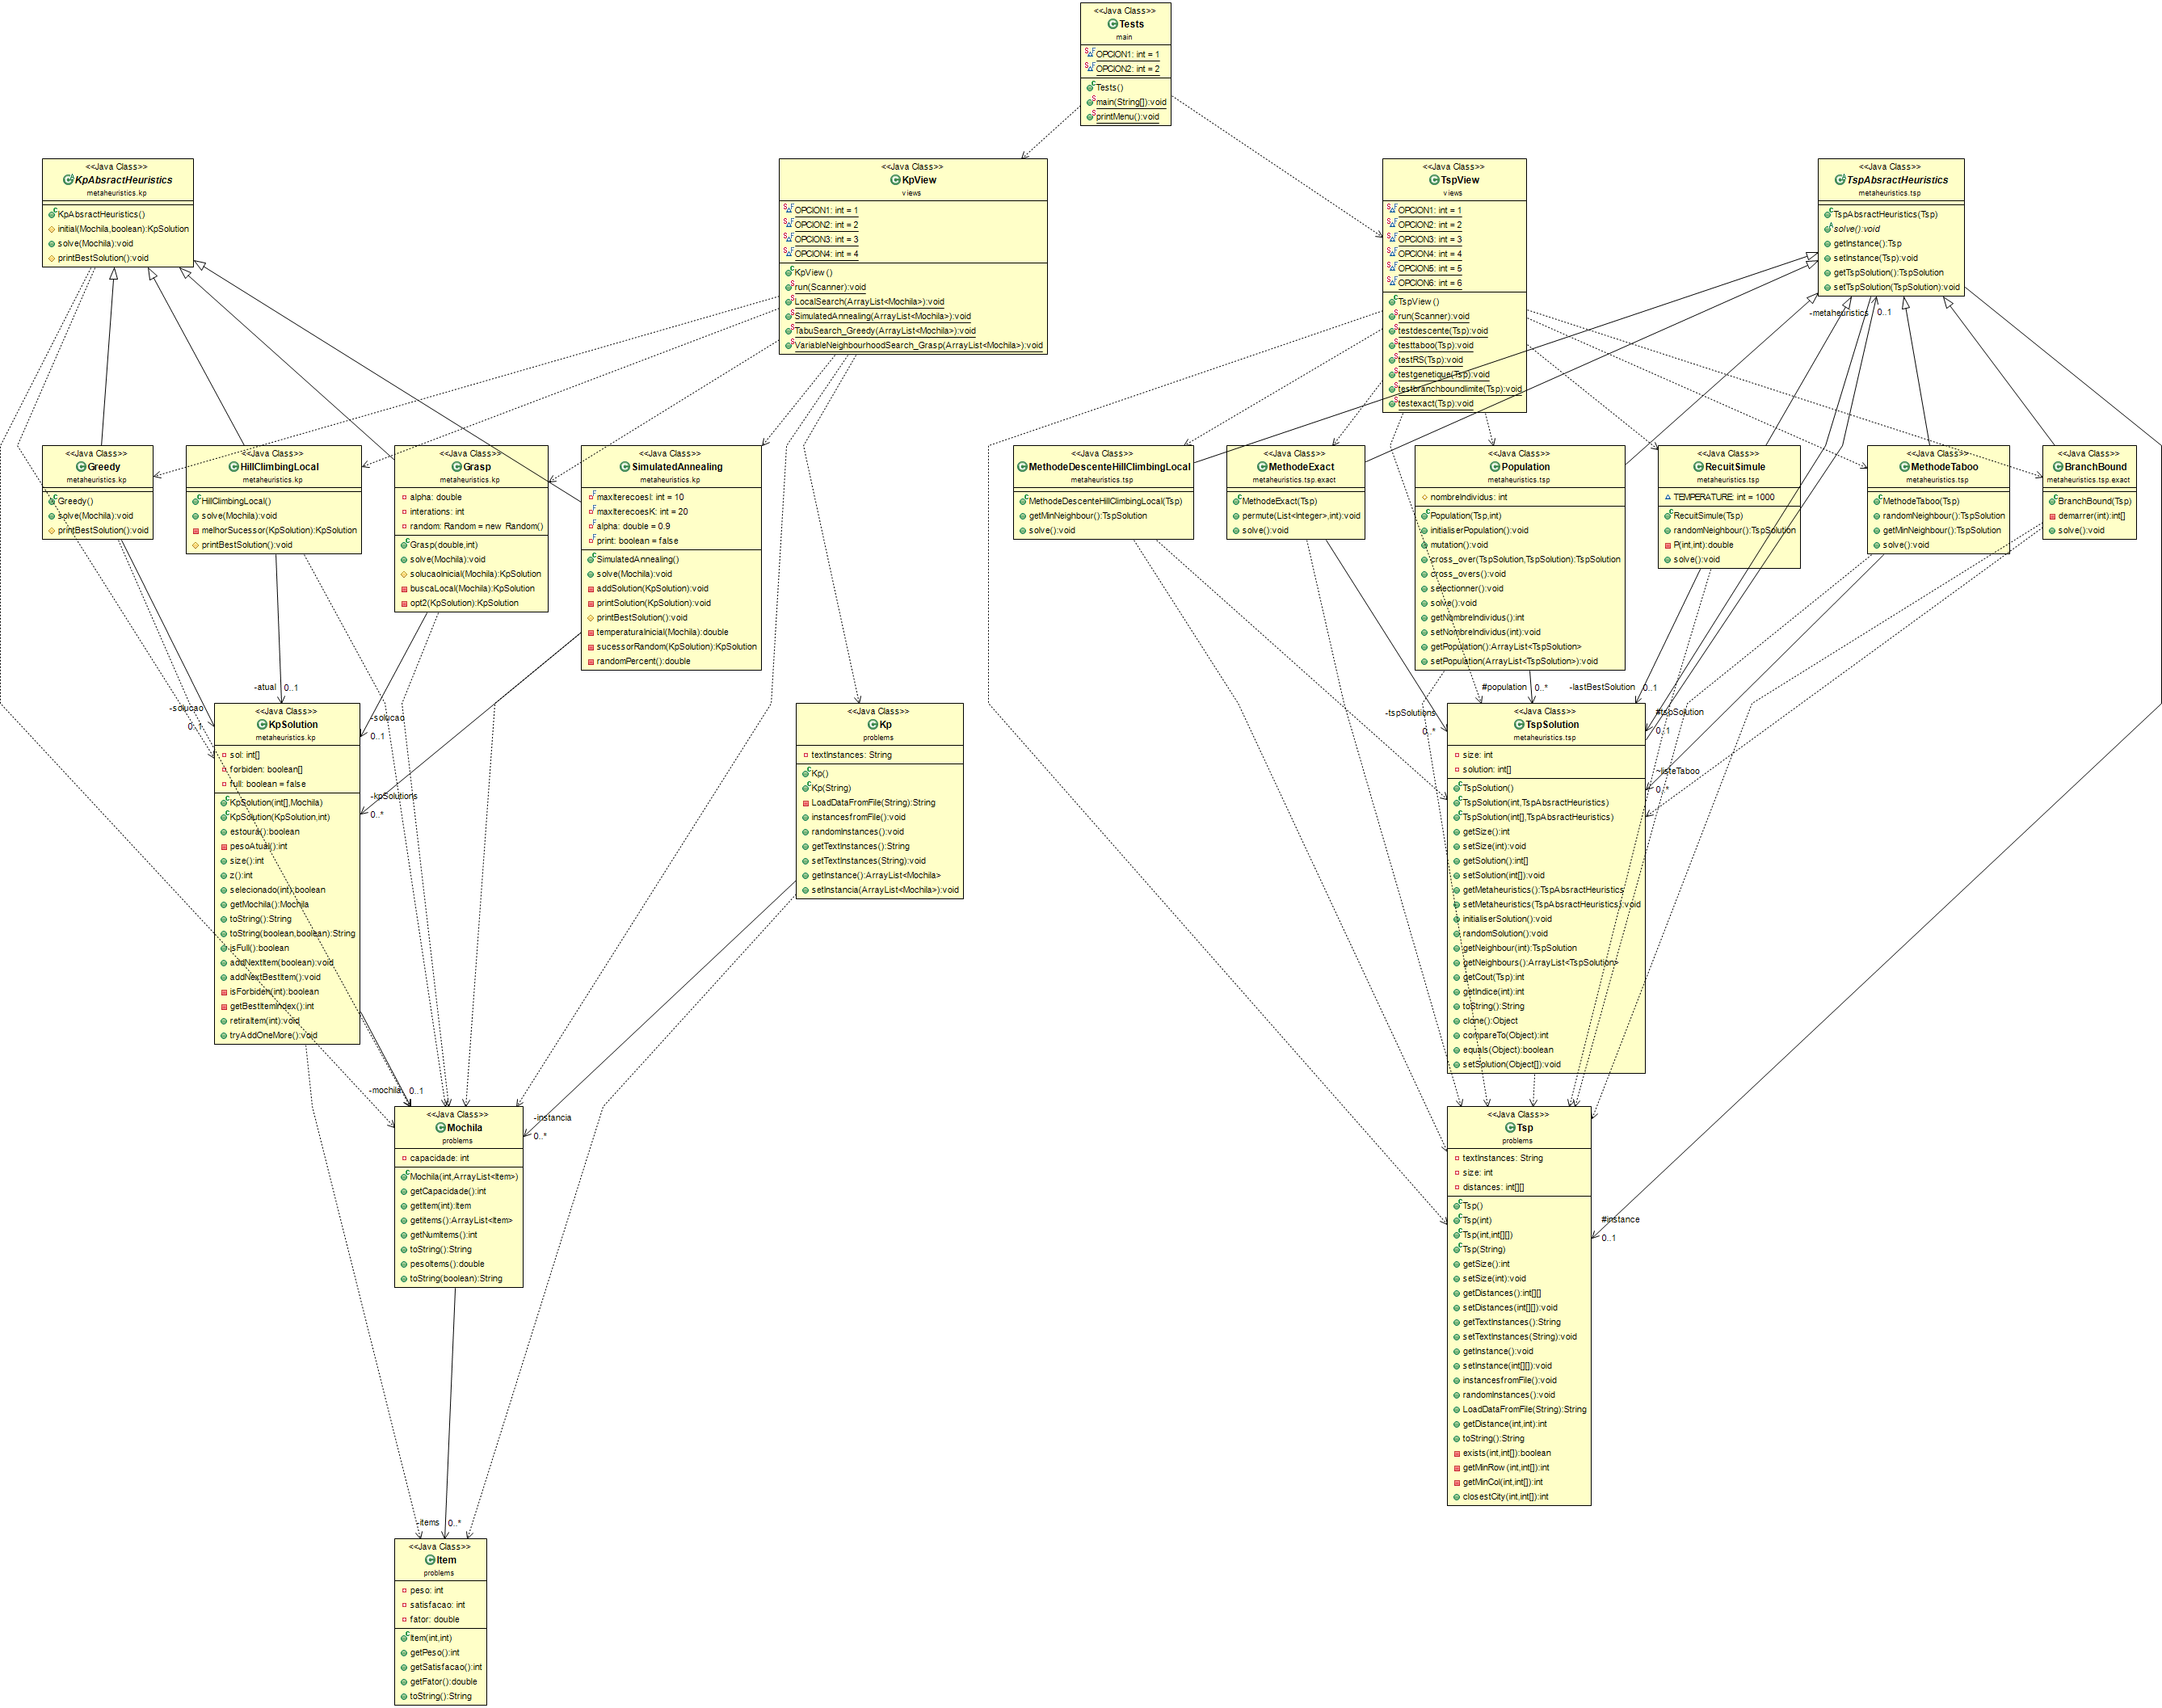 <<Java Class>>
Tests
main
OPCION1: int = 1
OPCION2: int = 2
Tests()
main(String[]):void
printMenu():void
<<Java Class>>
KpAbsractHeuristics
metaheuristics.kp
KpAbsractHeuristics()
initial(Mochila,boolean):KpSolution
solve(Mochila):void
printBestSolution():void
<<Java Class>>
KpView
views
OPCION1: int = 1
OPCION2: int = 2
OPCION3: int = 3
OPCION4: int = 4
KpView()
run(Scanner):void
LocalSearch(ArrayList<Mochila>):void
SimulatedAnnealing(ArrayList<Mochila>):void
TabuSearch_Greedy(ArrayList<Mochila>):void
VariableNeighbourhoodSearch_Grasp(ArrayList<Mochila>):void
<<Java Class>>
TspView
views
OPCION1: int = 1
OPCION2: int = 2
OPCION3: int = 3
OPCION4: int = 4
OPCION5: int = 5
OPCION6: int = 6
TspView()
run(Scanner):void
testdescente(Tsp):void
testtaboo(Tsp):void
testRS(Tsp):void
testgenetique(Tsp):void
testbranchboundlimite(Tsp):void
testexact(Tsp):void
<<Java Class>>
TspAbsractHeuristics
metaheuristics.tsp
TspAbsractHeuristics(Tsp)
solve():void
getInstance():Tsp
setInstance(Tsp):void
getTspSolution():TspSolution
setTspSolution(TspSolution):void
-metaheuristics
0..1
<<Java Class>>
Greedy
metaheuristics.kp
Greedy()
solve(Mochila):void
printBestSolution():void
<<Java Class>>
HillClimbingLocal
metaheuristics.kp
HillClimbingLocal()
solve(Mochila):void
melhorSucessor(KpSolution):KpSolution
printBestSolution():void
<<Java Class>>
Grasp
metaheuristics.kp
alpha: double
interations: int
random: Random = new Random()
Grasp(double,int)
solve(Mochila):void
solucaoInicial(Mochila):KpSolution
buscaLocal(Mochila):KpSolution
opt2(KpSolution):KpSolution
<<Java Class>>
SimulatedAnnealing
metaheuristics.kp
maxIterecoesI: int = 10
maxIterecoesK: int = 20
alpha: double = 0.9
print: boolean = false
SimulatedAnnealing()
solve(Mochila):void
addSolution(KpSolution):void
printSolution(KpSolution):void
printBestSolution():void
temperaturaInicial(Mochila):double
sucessorRandom(KpSolution):KpSolution
randomPercent():double
<<Java Class>>
MethodeDescenteHillClimbingLocal
metaheuristics.tsp
MethodeDescenteHillClimbingLocal(Tsp)
getMinNeighbour():TspSolution
solve():void
<<Java Class>>
MethodeExact
metaheuristics.tsp.exact
MethodeExact(Tsp)
permute(List<Integer>,int):void
solve():void
<<Java Class>>
Population
metaheuristics.tsp
nombreIndividus: int
Population(Tsp,int)
initialiserPopulation():void
mutation():void
cross_over(TspSolution,TspSolution):TspSolution
cross_overs():void
selectionner():void
solve():void
getNombreIndividus():int
setNombreIndividus(int):void
getPopulation():ArrayList<TspSolution>
setPopulation(ArrayList<TspSolution>):void
<<Java Class>>
RecuitSimule
metaheuristics.tsp
TEMPERATURE: int = 1000
RecuitSimule(Tsp)
randomNeighbour():TspSolution
P(int,int):double
solve():void
<<Java Class>>
MethodeTaboo
metaheuristics.tsp
MethodeTaboo(Tsp)
randomNeighbour():TspSolution
getMinNeighbour():TspSolution
solve():void
<<Java Class>>
BranchBound
metaheuristics.tsp.exact
BranchBound(Tsp)
demarrer(int):int[]
solve():void
-atual 0..1
-solucao
0..1
-solucao
0..1
-kpSolutions
0..*
<<Java Class>>
KpSolution
metaheuristics.kp
sol: int[]
forbiden: boolean[]
full: boolean = false
KpSolution(int[],Mochila)
KpSolution(KpSolution,int)
estoura():boolean
pesoAtual():int
size():int
z():int
selecionado(int):boolean
getMochila():Mochila
toString():String
toString(boolean,boolean):String
isFull():boolean
addNextItem(boolean):void
addNextBestItem():void
isForbiden(int):boolean
getBestItemIndex():int
retiraItem(int):void
tryAddOneMore():void
<<Java Class>>
Kp
problems
textInstances: String
Kp()
Kp(String)
LoadDataFromFile(String):String
instancesfromFile():void
randomInstances():void
getTextInstances():String
setTextInstances(String):void
getInstance():ArrayList<Mochila>
setInstancia(ArrayList<Mochila>):void
#population 0..*
-lastBestSolution 0..1
-tspSolutions
0..*
#tspSolution
0..1
~listeTaboo
0..*
<<Java Class>>
TspSolution
metaheuristics.tsp
size: int
solution: int[]
TspSolution()
TspSolution(int,TspAbsractHeuristics)
TspSolution(int[],TspAbsractHeuristics)
getSize():int
setSize(int):void
getSolution():int[]
setSolution(int[]):void
getMetaheuristics():TspAbsractHeuristics
setMetaheuristics(TspAbsractHeuristics):void
initialiserSolution():void
randomSolution():void
getNeighbour(int):TspSolution
getNeighbours():ArrayList<TspSolution>
getCout(Tsp):int
getIndice(int):int
toString():String
clone():Object
compareTo(Object):int
equals(Object):boolean
setSolution(Object[]):void
-mochila 0..1
-instancia
0..*
<<Java Class>>
Mochila
problems
capacidade: int
Mochila(int,ArrayList<Item>)
getCapacidade():int
getItem(int):Item
getItems():ArrayList<Item>
getNumItems():int
toString():String
pesoItems():double
toString(boolean):String
<<Java Class>>
Tsp
problems
textInstances: String
size: int
distances: int[][]
Tsp()
Tsp(int)
Tsp(int,int[][])
Tsp(String)
getSize():int
setSize(int):void
getDistances():int[][]
setDistances(int[][]):void
getTextInstances():String
setTextInstances(String):void
getInstance():void
setInstance(int[][]):void
instancesfromFile():void
randomInstances():void
LoadDataFromFile(String):String
getDistance(int,int):int
toString():String
exists(int,int[]):boolean
getMinRow(int,int[]):int
getMinCol(int,int[]):int
closestCity(int,int[]):int
#instance
0..1
-items 0..*
<<Java Class>>
Item
problems
peso: int
satisfacao: int
fator: double
Item(int,int)
getPeso():int
getSatisfacao():int
getFator():double
toString():String